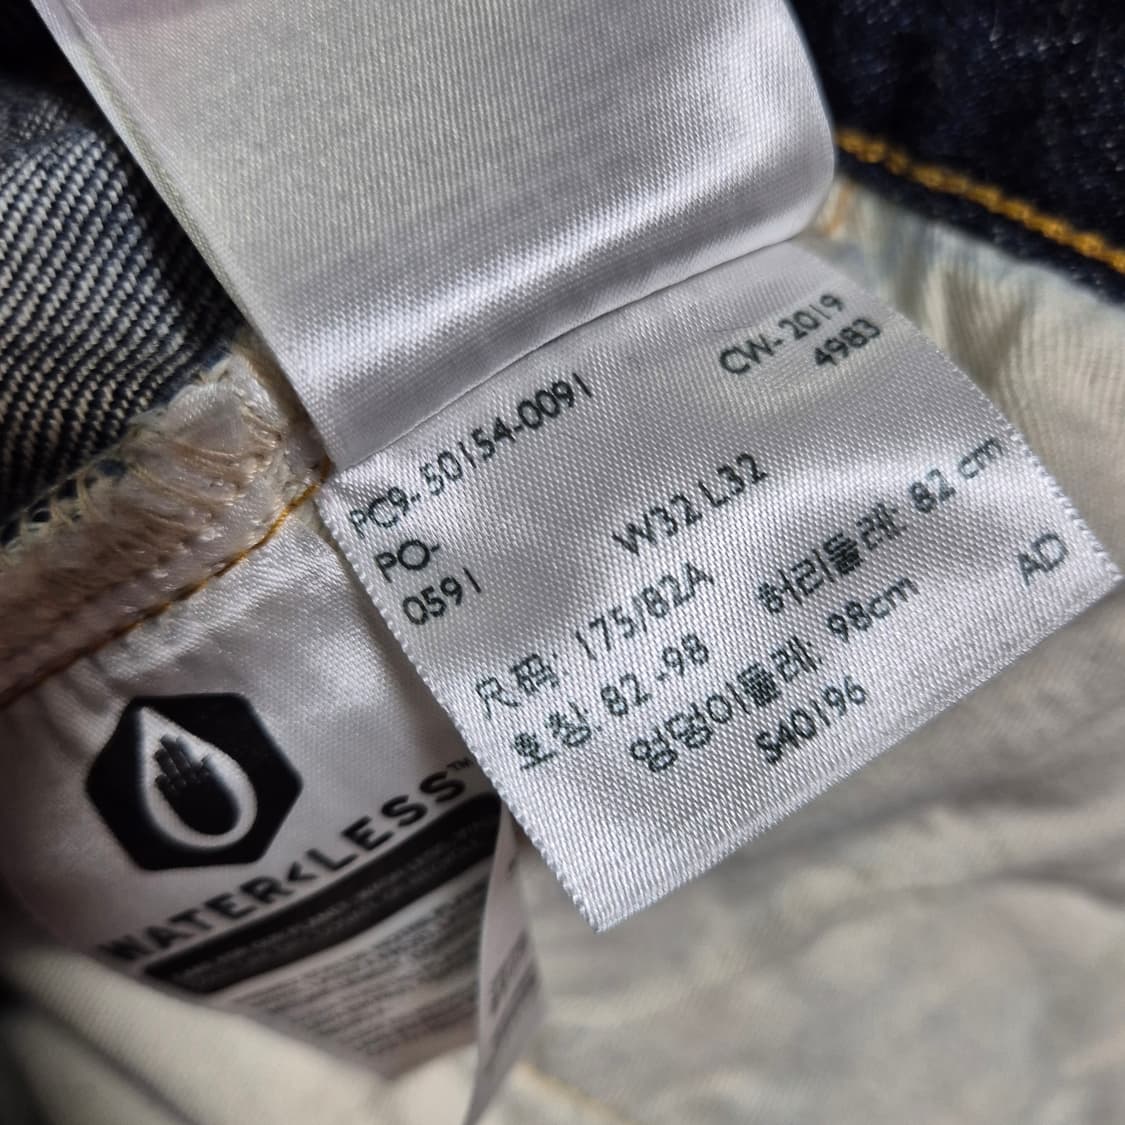 CW-2019
4983
PC9-50154-0091
PO-
0591
W32 L32
尺码: 175/82A 허리둘레: 82 cm
호칭: 82-98 엉덩이둘레: 98cm AD
S40196
WATER<LESS™